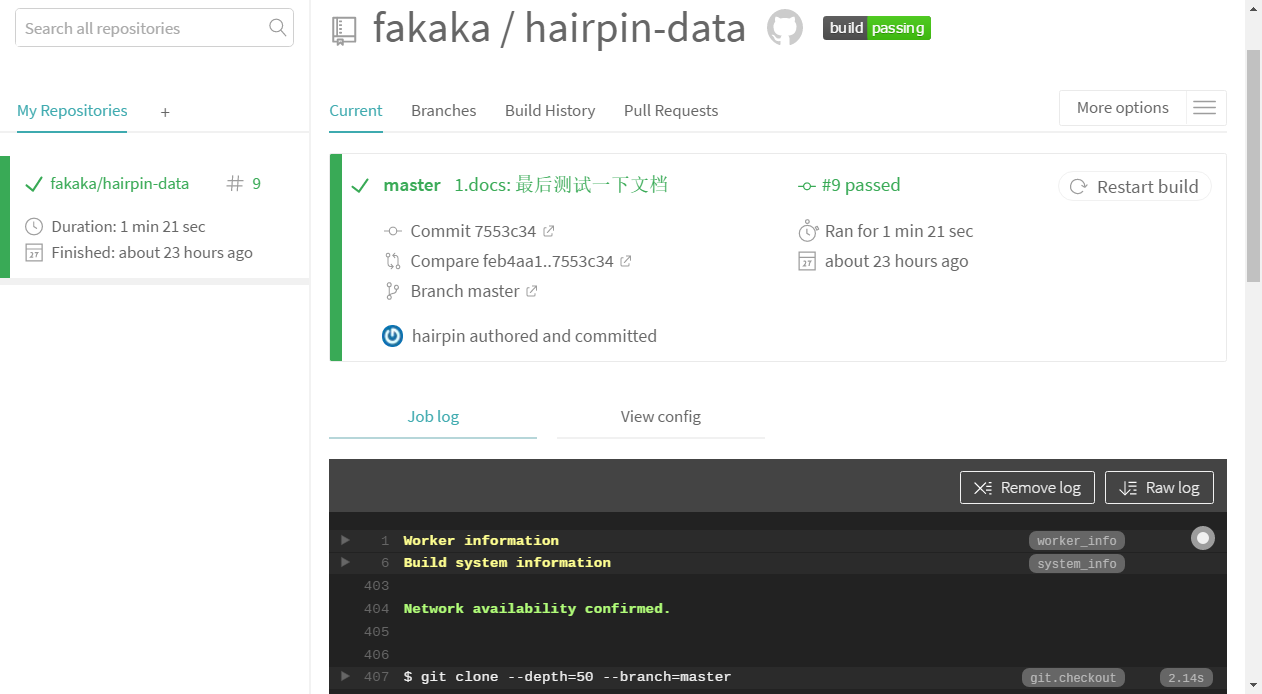 Search all repositories
fakaka / hairpin-data
build passing
My Repositories +
Current Branches Build History Pull Requests
More options
fakaka/hairpin-data # 9
Duration: 1 min 21 sec
Finished: about 23 hours ago
master 1.docs: 最后测试一下文档
#9 passed
Restart build
Commit 7553c34
Ran for 1 min 21 sec
Compare feb4aa1..7553c34
about 23 hours ago
Branch master
hairpin authored and committed
Job log View config
Remove log Raw log
1 Worker information worker_info
6 Build system information system_info
403
404 Network availability confirmed.
405
406
407 $ git clone --depth=50 --branch=master git.checkout 2.14s